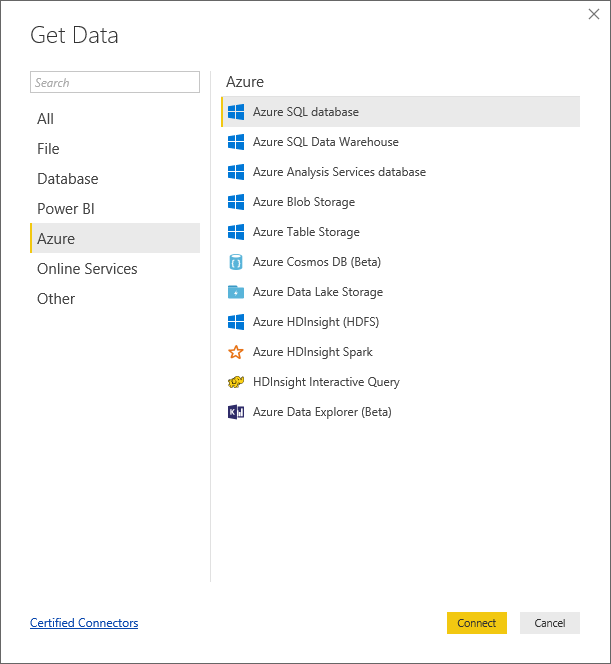 Get Data
Search
All
File
Database
Power BI
Azure
Online Services
Other
Azure
Azure SQL database
Azure SQL Data Warehouse
Azure Analysis Services database
Azure Blob Storage
Azure Table Storage
Azure Cosmos DB (Beta)
Azure Data Lake Storage
Azure HDInsight (HDFS)
Azure HDInsight Spark
HDInsight Interactive Query
Azure Data Explorer (Beta)
Certified Connectors
Connect
Cancel